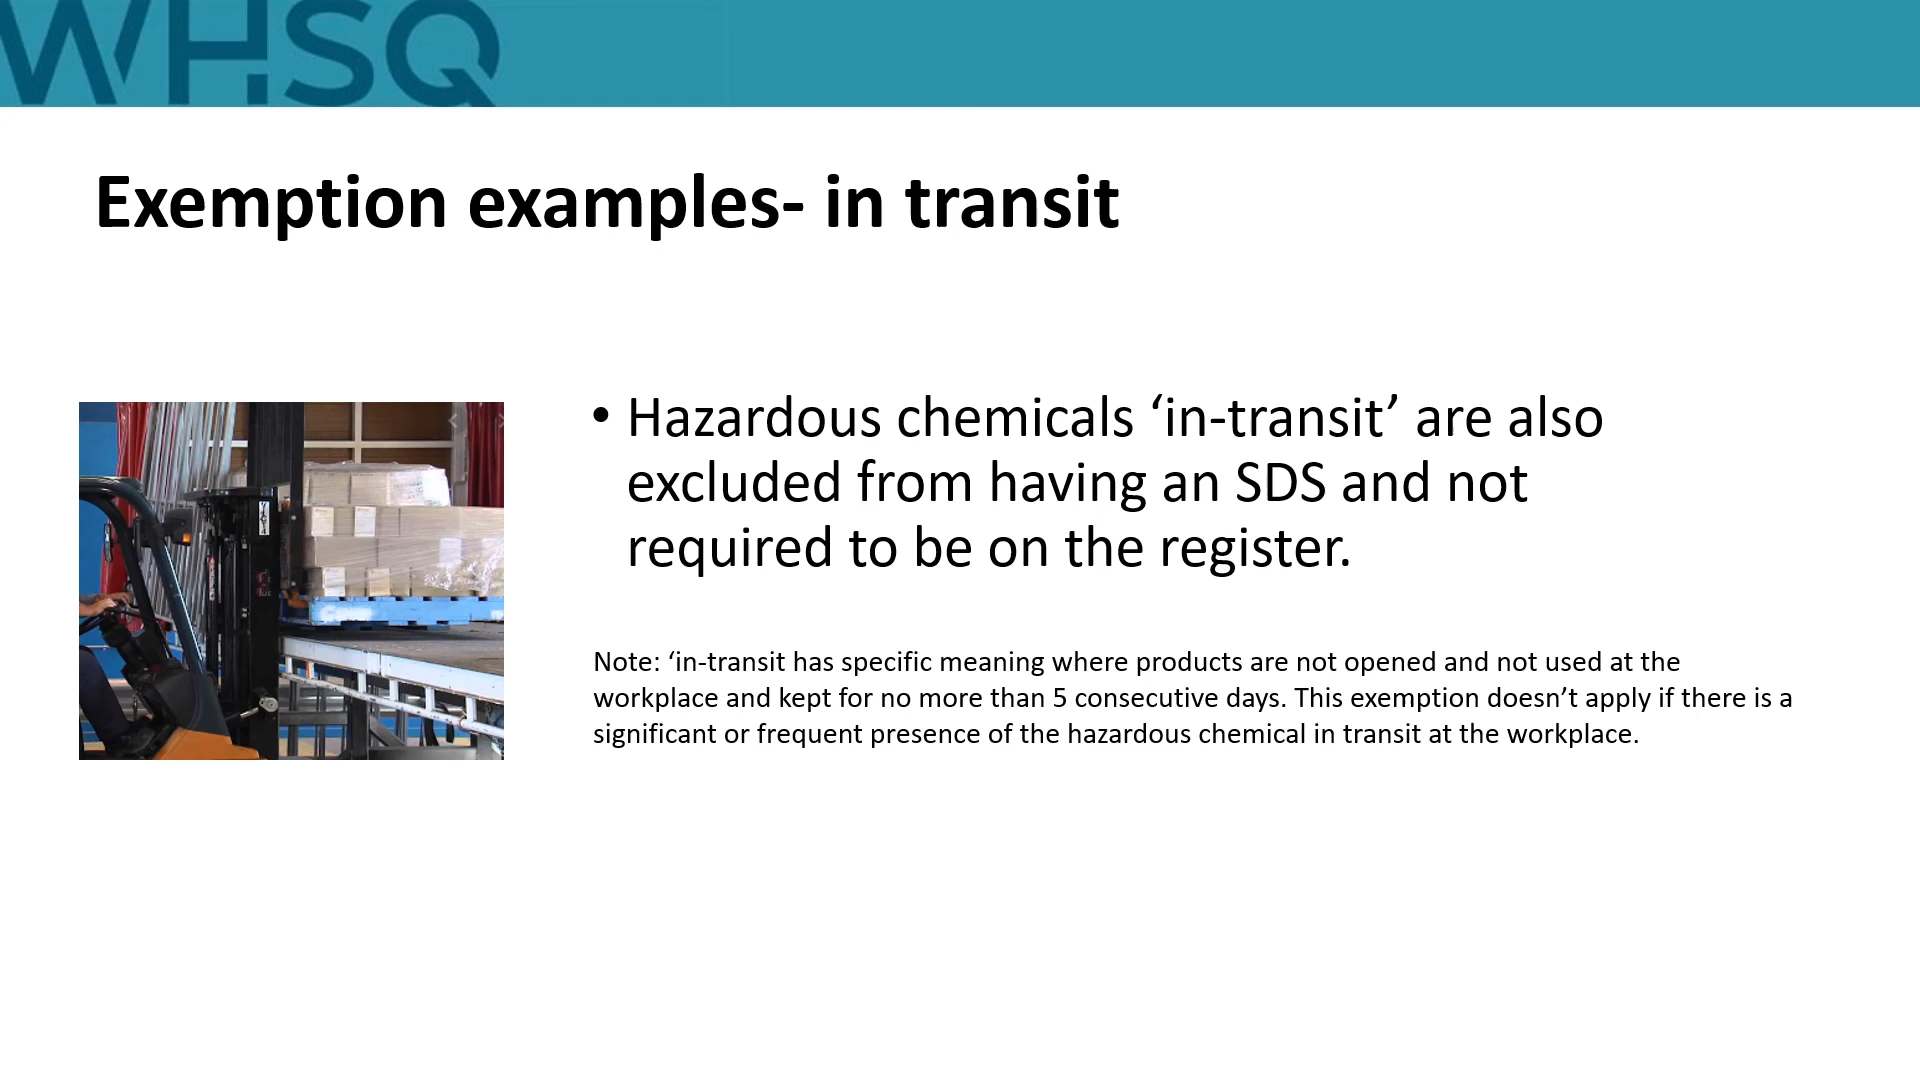 WHSQ
Exemption examples- in transit
• Hazardous chemicals ‘in-transit’ are also
excluded from having an SDS and not
required to be on the register.
Note: ‘in-transit has specific meaning where products are not opened and not used at the
workplace and kept for no more than 5 consecutive days. This exemption doesn’t apply if there is a
significant or frequent presence of the hazardous chemical in transit at the workplace.